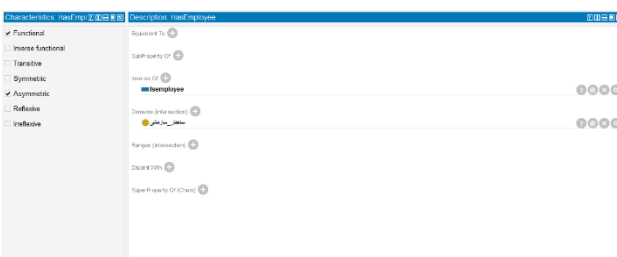 Characteristics: HasEmpl
Description: HasEmployee
Functional
Inverse functional
Transitive
Symmetric
Asymmetric
Reflexive
Irreflexive
Equivalent To
SubProperty Of
Inverse Of
Isemployee
Domains (intersection)
ساختار_سازمانی
Ranges (intersection)
Disjoint With
SuperProperty Of (Chain)